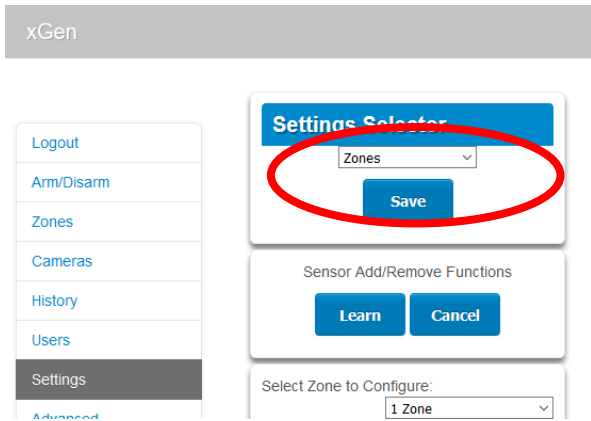 xGen
Logout
Arm/Disarm
Zones
Cameras
History
Users
Settings
Advanced
Settings Selector
Zones
Save
Sensor Add/Remove Functions
Learn Cancel
Select Zone to Configure:
1 Zone